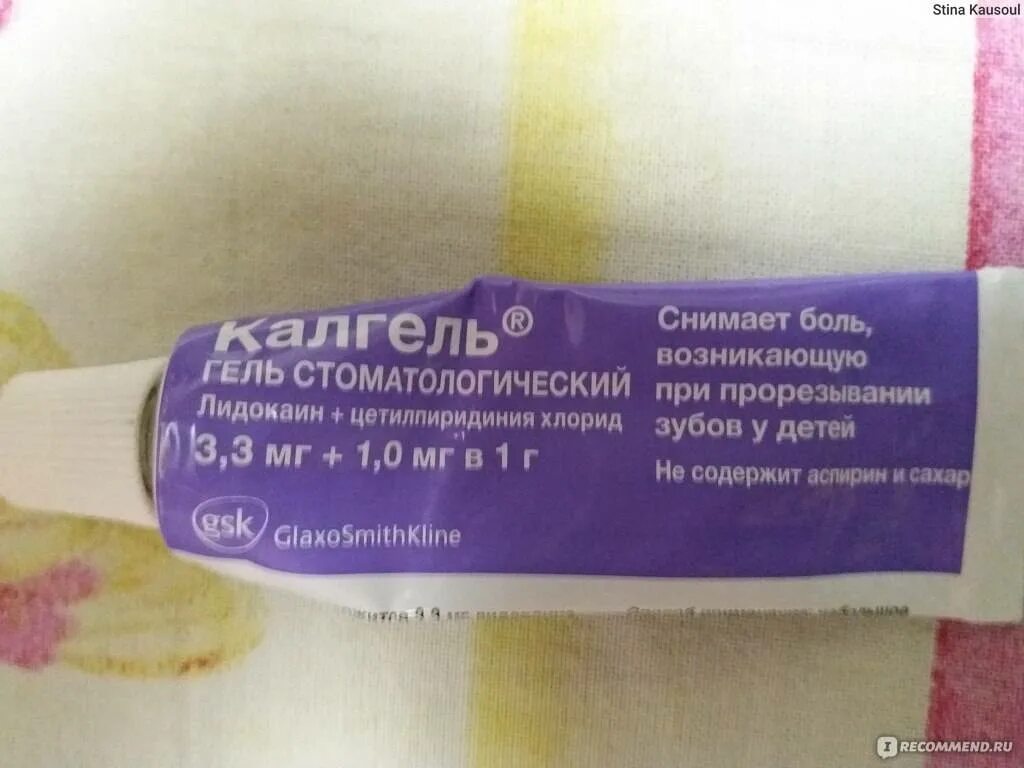 Stina Kausoul
Калгель®
ГЕЛЬ СТОМАТОЛОГИЧЕСКИЙ
Лидокаин + цетилпиридиния хлорид
3,3 мг + 1,0 мг в 1 г
gsk GlaxoSmithKline
Снимает боль,
возникающую
при прорезывании
зубов у детей
Не содержит аспирин и сахар
IRECOMMEND.RU